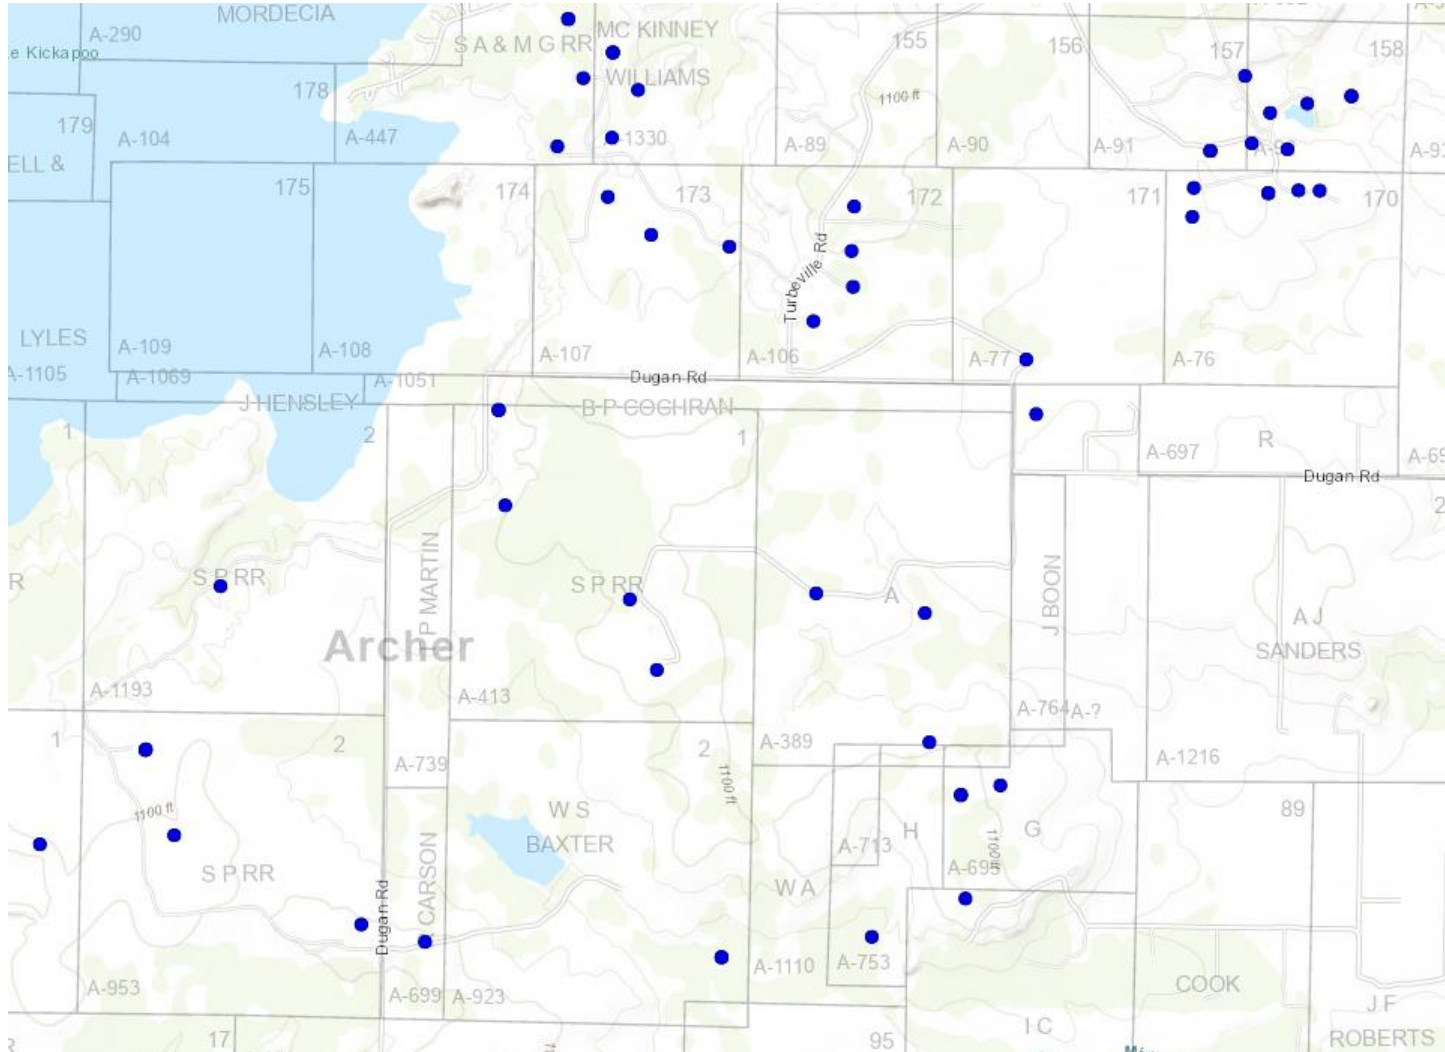 MORDECIA
A-290
S A & M G RR
MC KINNEY
155
156
157
158
e Kickapoo
WILLIAMS
178
1100 ft
179
A-104
A-447
A-1330
A-89
A-90
A-91
ELL &
175
174
173
172
171
170
Turbeville Rd
LYLES
A-109
A-108
A-107
A-106
A-77
A-76
A-1105
A-1069
A-1051
Dugan Rd
J HENSLEY
B P COGHRAN
1
2
1
R
A-697
Dugan Rd
2
S P RR
P MARTIN
S P RR
A
J BOON
A J
SANDERS
R
Archer
A-1193
A-413
A-764
A-?
1
2
A-739
2
A-389
A-1216
1100 ft
1100 ft
W S
BAXTER
A-713
H
1100 ft
G
89
S P RR
CARSON
W A
A-695
Dugan Rd
A-953
A-699
A-923
A-1110
A-753
COOK
17
95
I C
J F
ROBERTS